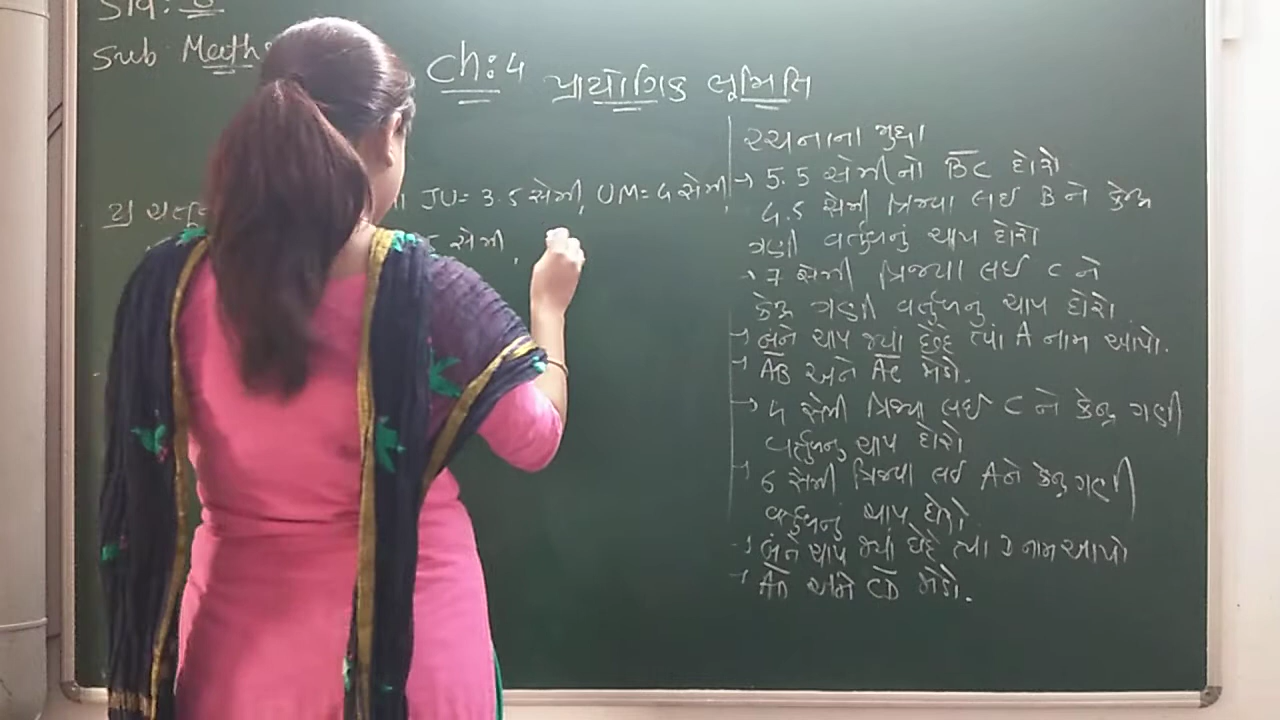 Sub Maths
Ch: 4 પ્રાયોગિક ભૂમિતિ
JU = 3.5 સેમી, UM = 4 સેમી,
5 સેમી,
રચનાના મુદ્દા
→ 5.5 સેમીનો BC દોરો
4.5 સેમી ત્રિજ્યા લઈ B ને કેન્દ્ર
ગણી વર્તુળનું ચાપ દોરો
→ 7 સેમી ત્રિજ્યા લઈ C ને
કેન્દ્ર ગણી વર્તુળનું ચાપ દોરો.
→ બંને ચાપ જ્યાં છેદે ત્યાં A નામ આપો.
→ AB અને AC જોડો.
→ 4 સેમી ત્રિજ્યા લઈ C ને કેન્દ્ર ગણી
વર્તુળનું ચાપ દોરો
→ 6 સેમી ત્રિજ્યા લઈ A ને કેન્દ્ર ગણી
વર્તુળનું ચાપ દોરો.
→ બંને ચાપ જ્યાં છેદે ત્યાં D નામ આપો
→ AD અને CD જોડો.